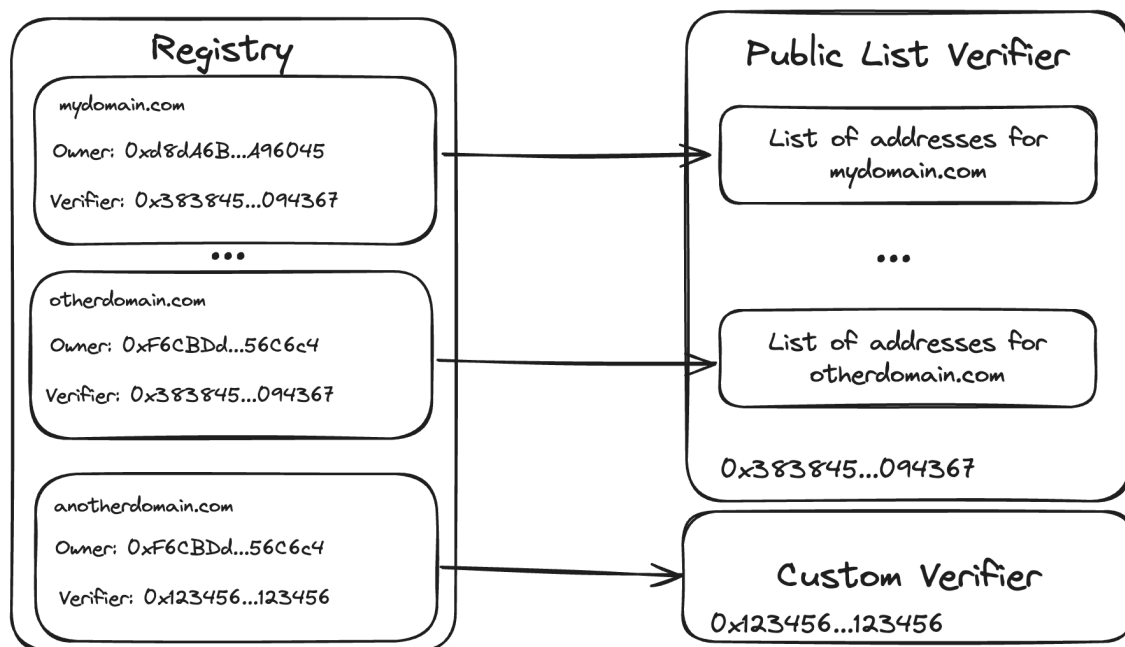 Registry
mydomain.com
Owner: 0xd8dA6B...A96045
Verifier: 0x383845...094367
...
otherdomain.com
Owner: 0xF6CBDd...56C6c4
Verifier: 0x383845...094367
anotherdomain.com
Owner: 0xF6CBDd...56C6c4
Verifier: 0x123456...123456
Public List Verifier
List of addresses for
mydomain.com
...
List of addresses for
otherdomain.com
0x383845...094367
Custom Verifier
0x123456...123456